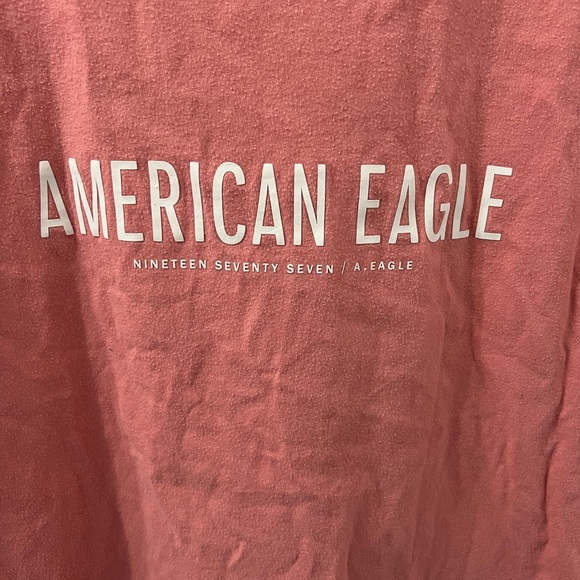 AMERICAN EAGLE
NINETEEN SEVENTY SEVEN / A.EAGLE